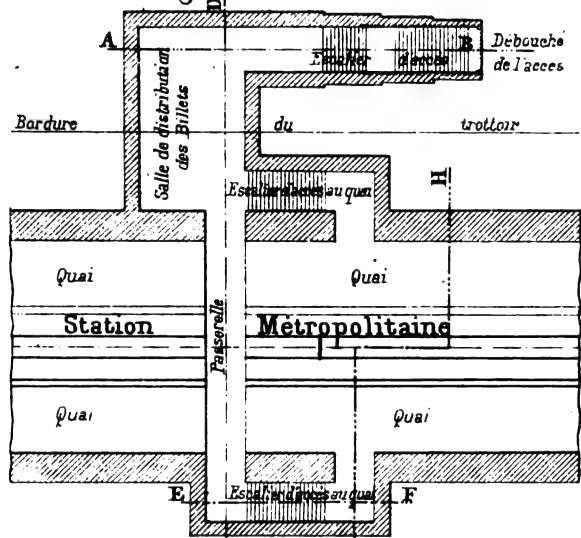 D
A
B
Escalier d'accès
Débouché
de l'accès
Salle de distribution
des Billets
Bordure du trottoir
H
Escalier d'accès au quai
Quai
Quai
Station Métropolitaine
Passerelle
Quai
Quai
E
Escalier d'accès au quai
F